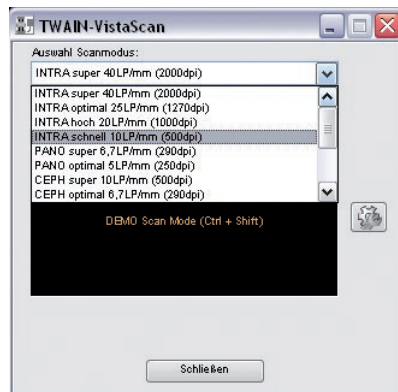 TWAIN-VistaScan
Auswahl Scanmodus:
INTRA super 40LP/mm (2000dpi)
INTRA super 40LP/mm (2000dpi)
INTRA optimal 25LP/mm (1270dpi)
INTRA hoch 20LP/mm (1000dpi)
INTRA schnell 10LP/mm (500dpi)
PANO super 6,7LP/mm (290dpi)
PANO optimal 5LP/mm (250dpi)
CEPH super 10LP/mm (500dpi)
CEPH optimal 6,7LP/mm (290dpi)
DEMO Scan Mode (Ctrl + Shift)
Schließen